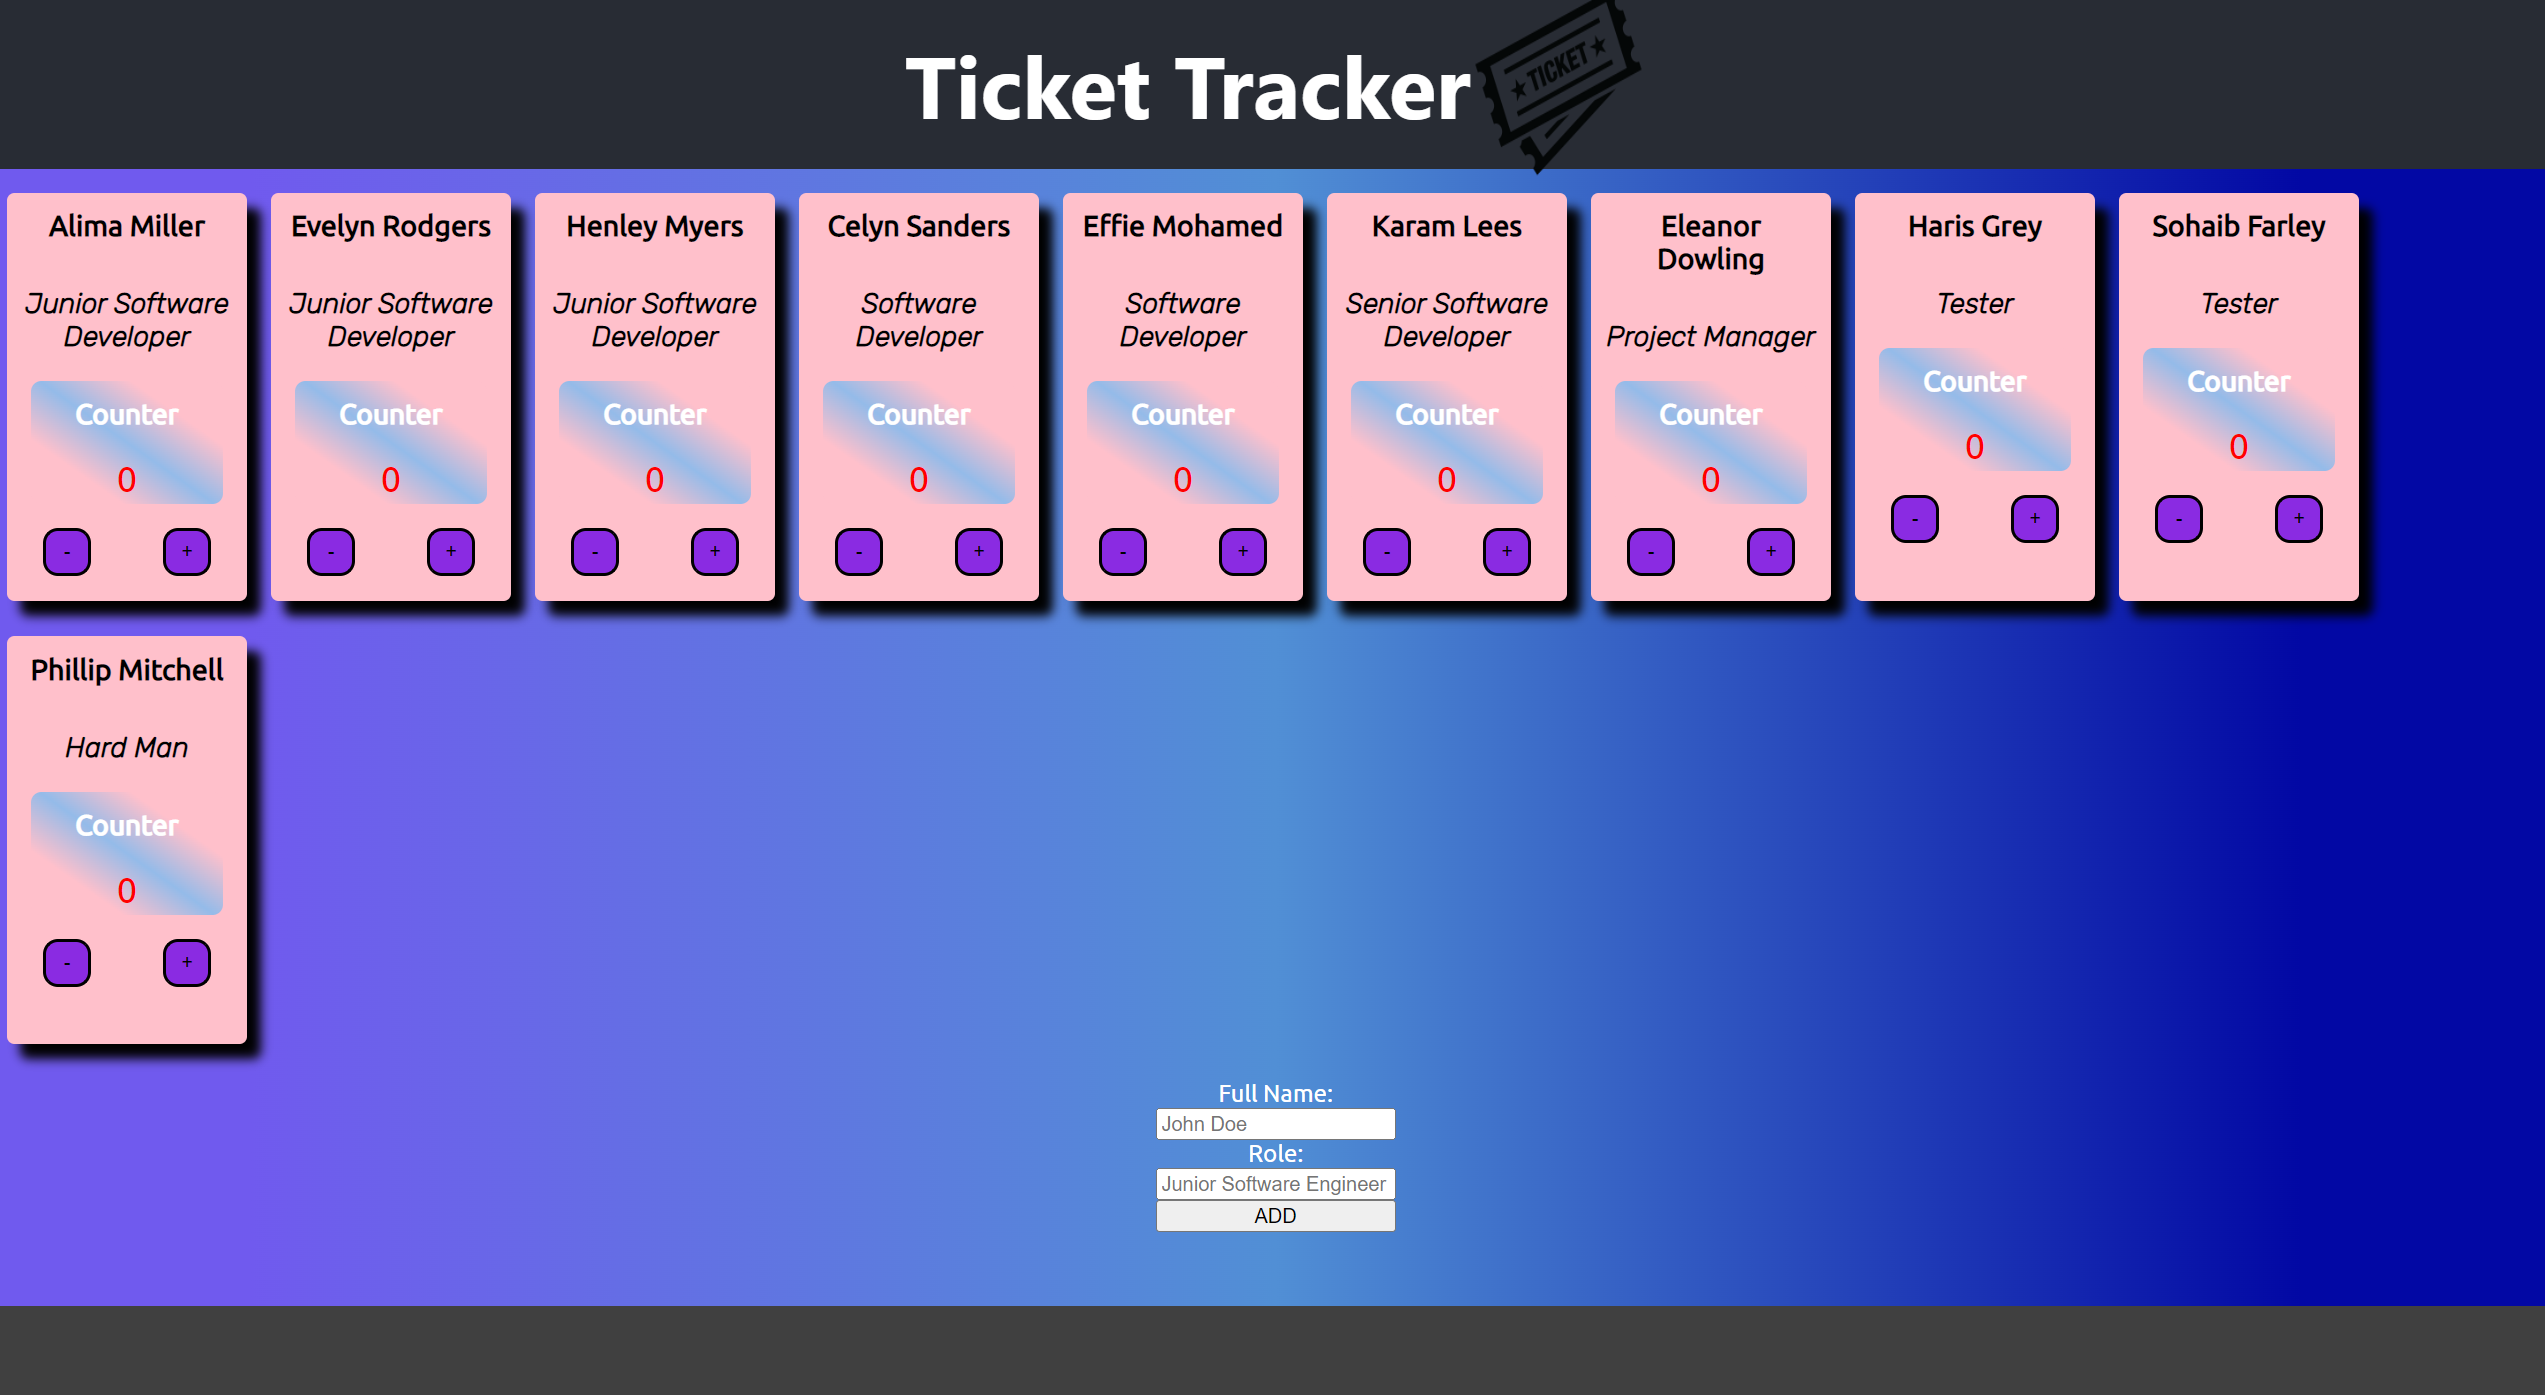 Ticket Tracker
★TICKET★
Alima Miller
Junior Software
Developer
Counter
0
- +
Evelyn Rodgers
Junior Software
Developer
Counter
0
- +
Henley Myers
Junior Software
Developer
Counter
0
- +
Celyn Sanders
Software
Developer
Counter
0
- +
Effie Mohamed
Software
Developer
Counter
0
- +
Karam Lees
Senior Software
Developer
Counter
0
- +
Eleanor
Dowling
Project Manager
Counter
0
- +
Haris Grey
Tester
Counter
0
- +
Sohaib Farley
Tester
Counter
0
- +
Phillip Mitchell
Hard Man
Counter
0
- +
Full Name:
John Doe
Role:
Junior Software Engineer
ADD